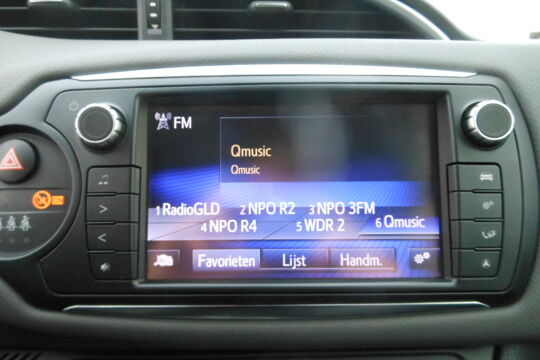 FM
Qmusic
Qmusic
1 RadioGLD 2 NPO R2 3 NPO 3FM
4 NPO R4 5 WDR 2 6 Qmusic
Favorieten Lijst Handm.